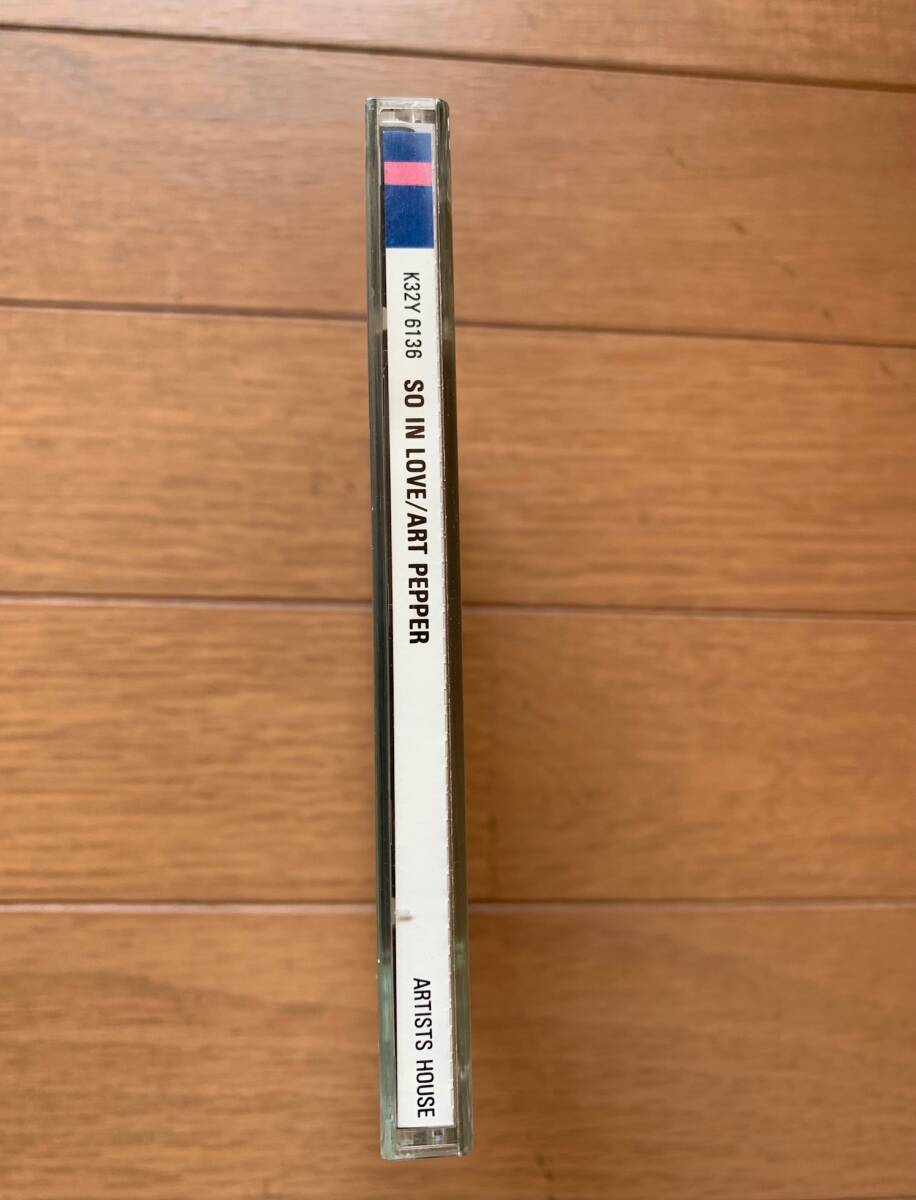 K32Y 6136 SO IN LOVE/ART PEPPER ARTISTS HOUSE